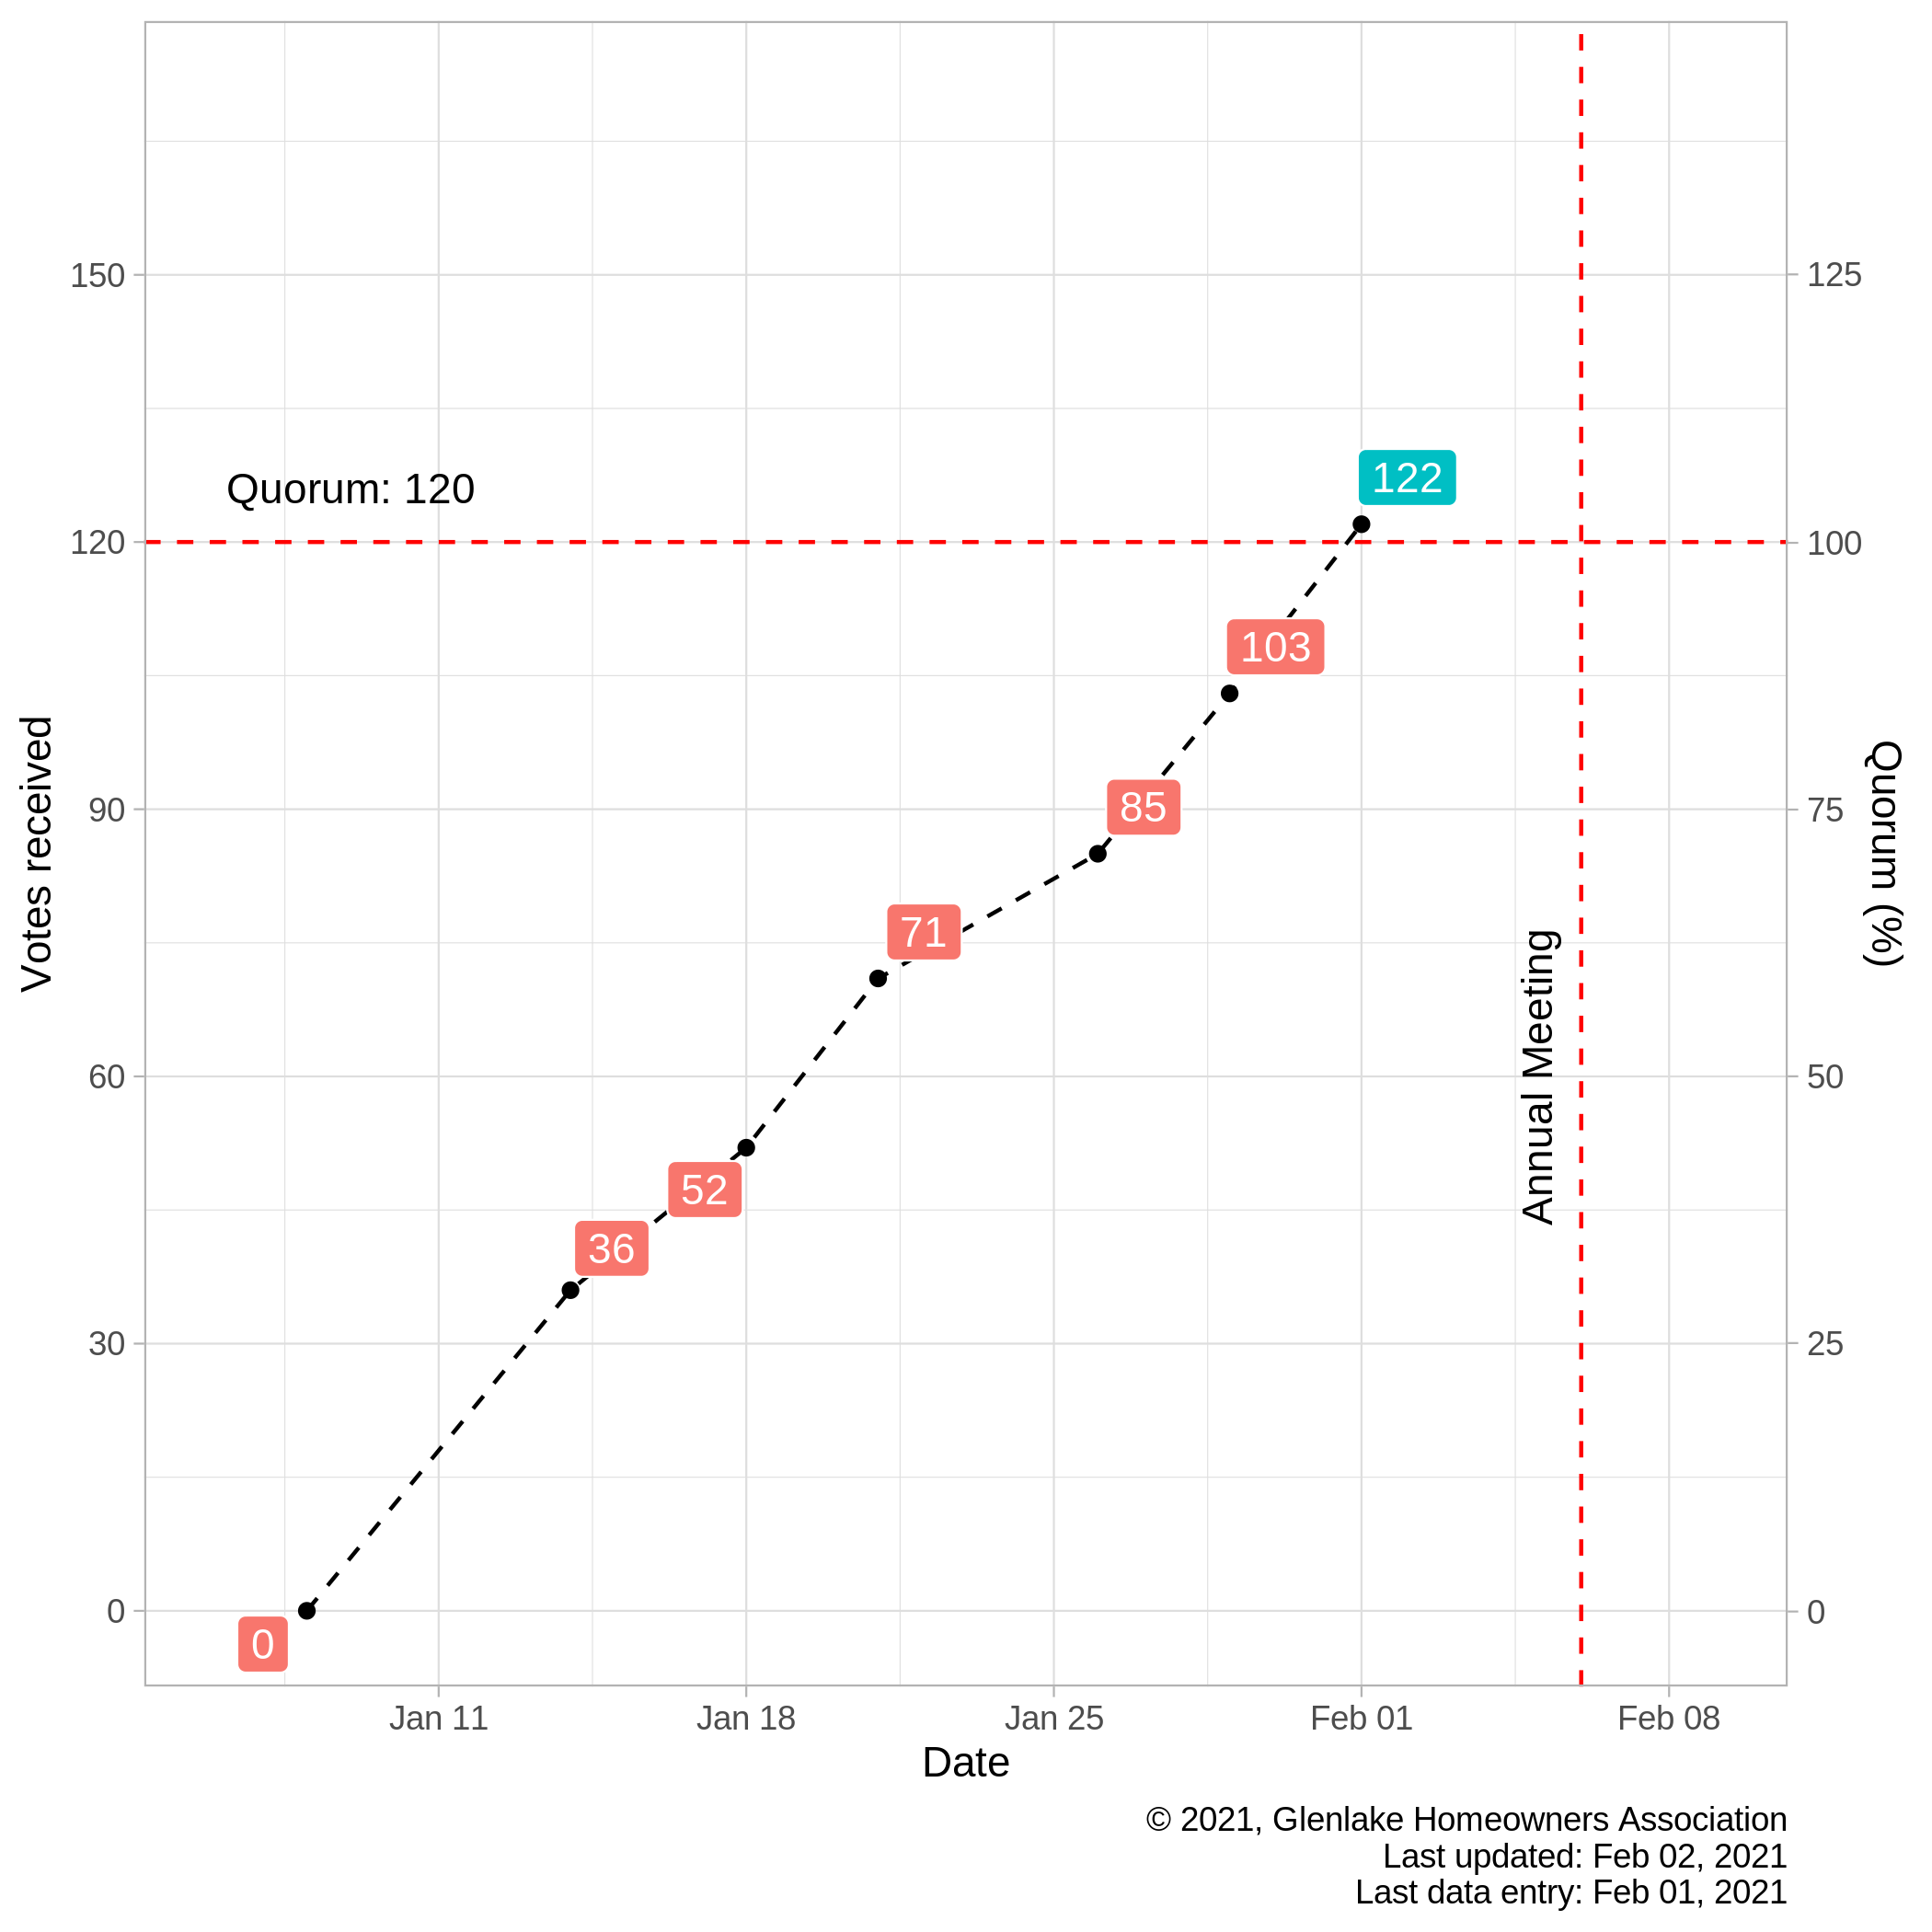 150
120
90
60
30
0
Votes received
Quorum: 120
0
36
52
71
85
103
122
Annual Meeting
125
100
75
50
25
0
Quorum (%)
Jan 11
Jan 18
Jan 25
Feb 01
Feb 08
Date
© 2021, Glenlake Homeowners Association
Last updated: Feb 02, 2021
Last data entry: Feb 01, 2021